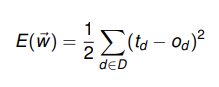 E(w⃗) = 1/2 ∑_{d∈D} (t_d − o_d)²